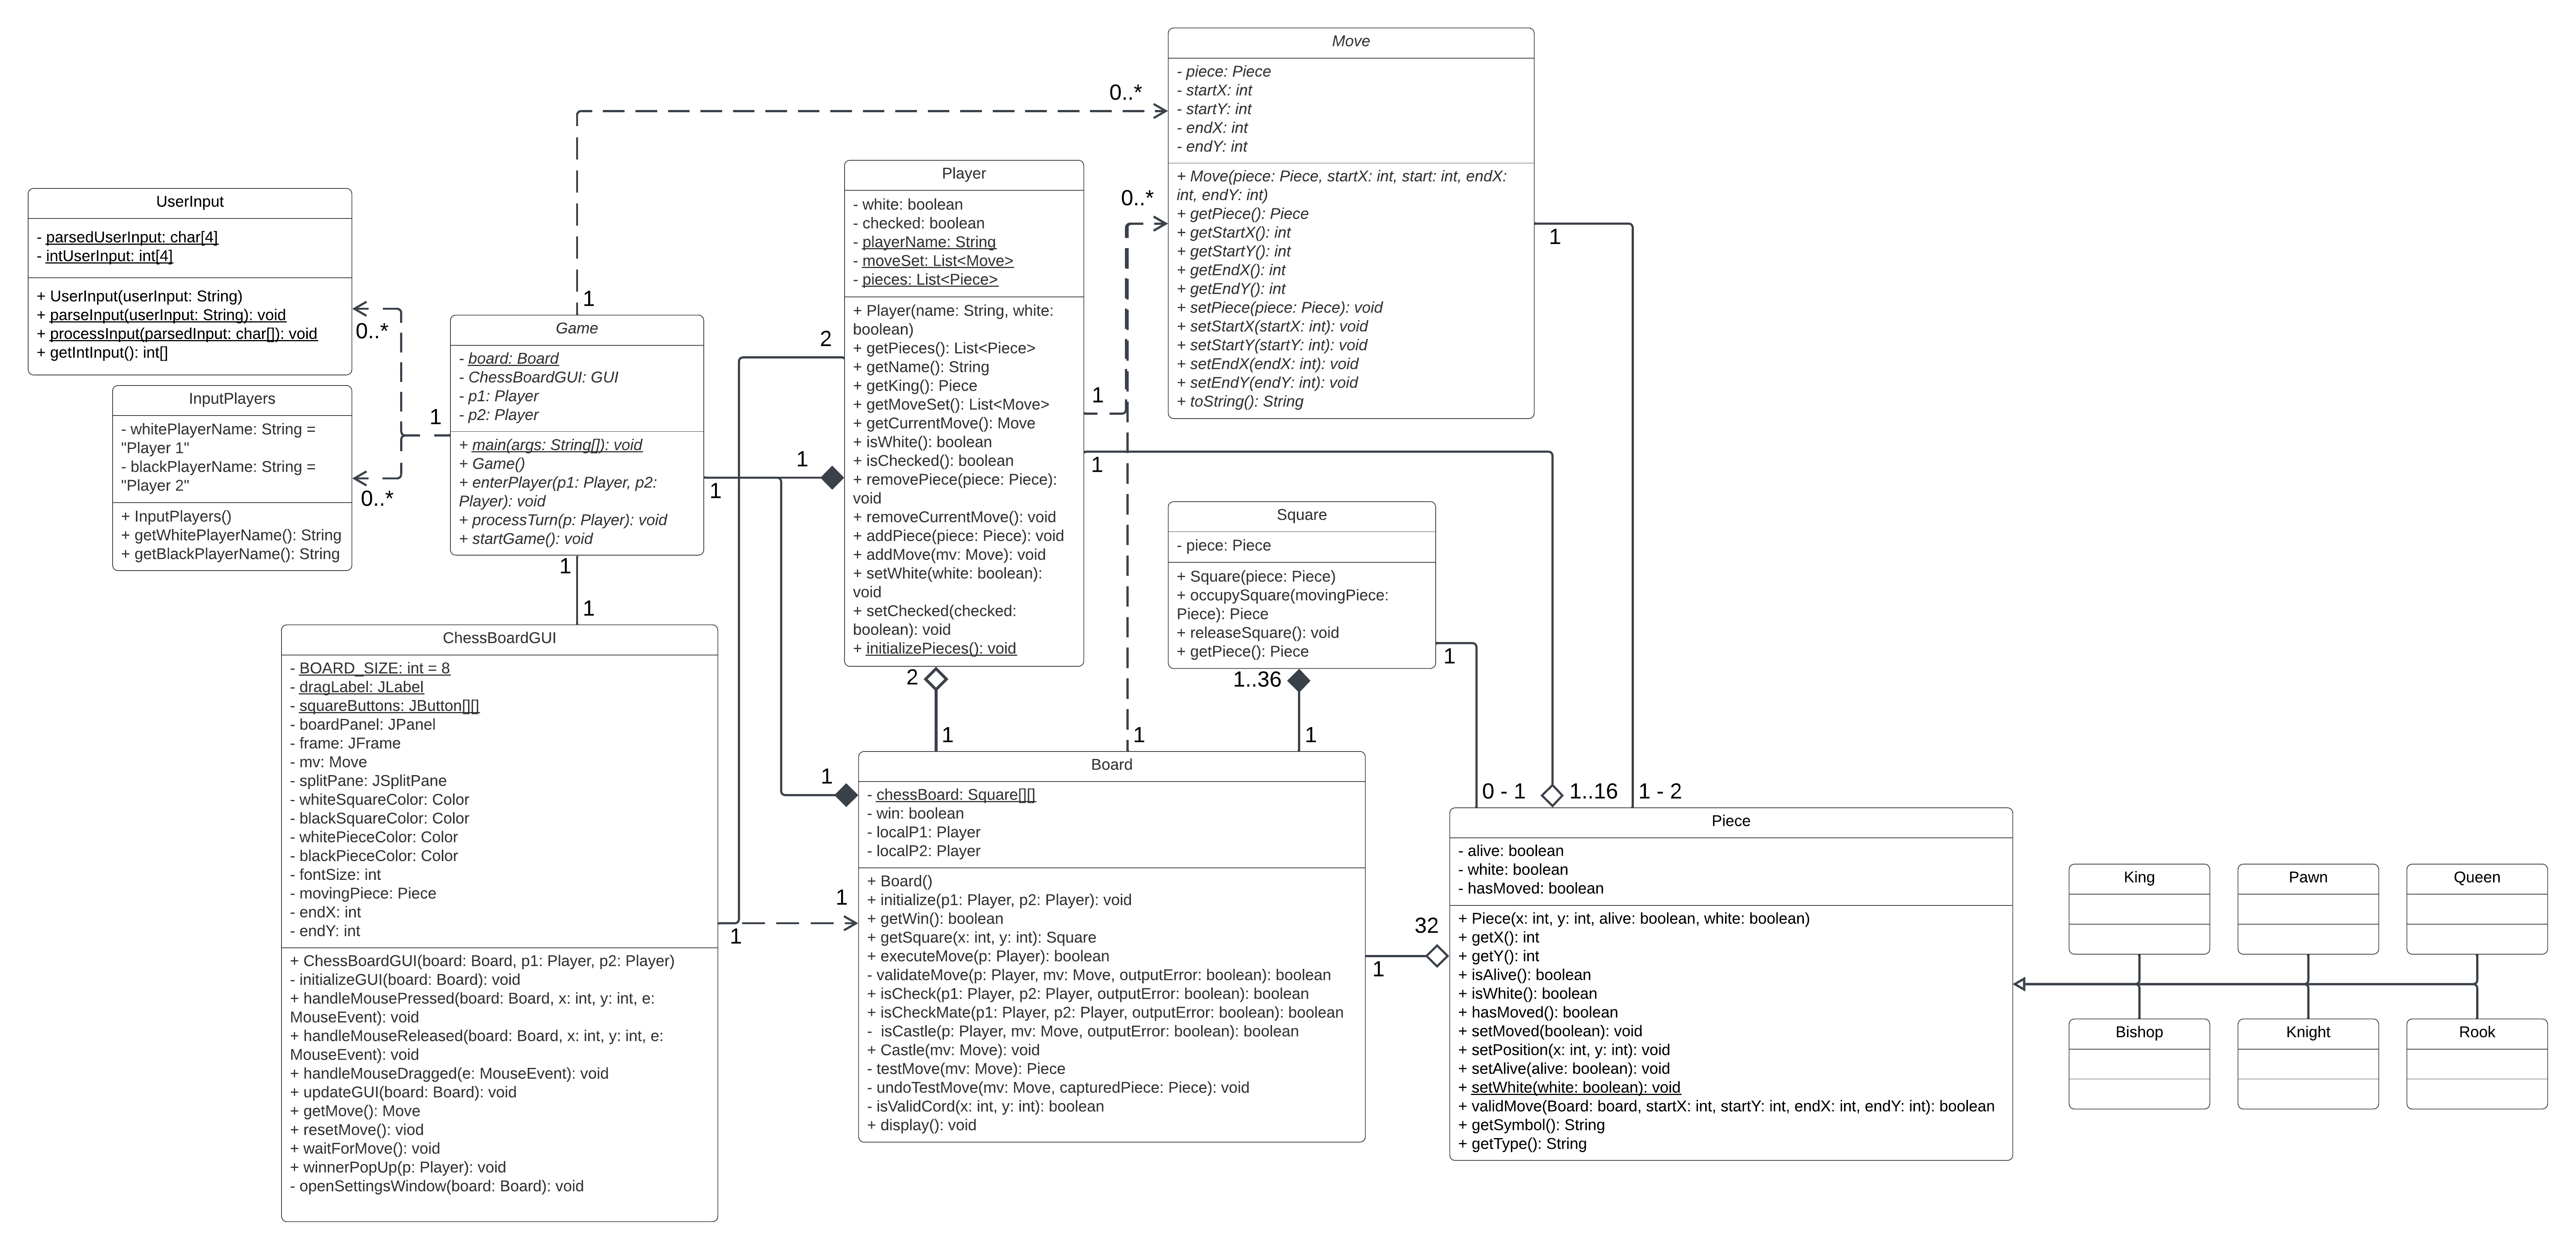 Move
- piece: Piece
- startX: int
- startY: int
- endX: int
- endY: int
+ Move(piece: Piece, startX: int, start: int, endX:
int, endY: int)
+ getPiece(): Piece
+ getStartX(): int
+ getStartY(): int
+ getEndX(): int
+ getEndY(): int
+ setPiece(piece: Piece): void
+ setStartX(startX: int): void
+ setStartY(startY: int): void
+ setEndX(endX: int): void
+ setEndY(endY: int): void
+ toString(): String
0..*
0..*
1
1
UserInput
- parsedUserInput: char[4]
- intUserInput: int[4]
+ UserInput(userInput: String)
+ parseInput(userInput: String): void
+ processInput(parsedInput: char[]): void
+ getIntInput(): int[]
0..*
InputPlayers
- whitePlayerName: String =
"Player 1"
- blackPlayerName: String =
"Player 2"
+ InputPlayers()
+ getWhitePlayerName(): String
+ getBlackPlayerName(): String
0..*
1
Game
- board: Board
- ChessBoardGUI: GUI
- p1: Player
- p2: Player
+ main(args: String[]): void
+ Game()
+ enterPlayer(p1: Player, p2:
Player): void
+ processTurn(p: Player): void
+ startGame(): void
1
1
1
1
2
Player
- white: boolean
- checked: boolean
- playerName: String
- moveSet: List<Move>
- pieces: List<Piece>
+ Player(name: String, white:
boolean)
+ getPieces(): List<Piece>
+ getName(): String
+ getKing(): Piece
+ getMoveSet(): List<Move>
+ getCurrentMove(): Move
+ isWhite(): boolean
+ isChecked(): boolean
+ removePiece(piece: Piece):
void
+ removeCurrentMove(): void
+ addPiece(piece: Piece): void
+ addMove(mv: Move): void
+ setWhite(white: boolean):
void
+ setChecked(checked:
boolean): void
+ initializePieces(): void
1
1
2
1
1
1..36
1
Square
- piece: Piece
+ Square(piece: Piece)
+ occupySquare(movingPiece:
Piece): Piece
+ releaseSquare(): void
+ getPiece(): Piece
1
0 - 1
1..16
1 - 2
ChessBoardGUI
- BOARD_SIZE: int = 8
- dragLabel: JLabel
- squareButtons: JButton[][]
- boardPanel: JPanel
- frame: JFrame
- mv: Move
- splitPane: JSplitPane
- whiteSquareColor: Color
- blackSquareColor: Color
- whitePieceColor: Color
- blackPieceColor: Color
- fontSize: int
- movingPiece: Piece
- endX: int
- endY: int
+ ChessBoardGUI(board: Board, p1: Player, p2: Player)
- initializeGUI(board: Board): void
+ handleMousePressed(board: Board, x: int, y: int, e:
MouseEvent): void
+ handleMouseReleased(board: Board, x: int, y: int, e:
MouseEvent): void
+ handleMouseDragged(e: MouseEvent): void
+ updateGUI(board: Board): void
+ getMove(): Move
+ resetMove(): viod
+ waitForMove(): void
+ winnerPopUp(p: Player): void
- openSettingsWindow(board: Board): void
1
1
1
Board
- chessBoard: Square[][]
- win: boolean
- localP1: Player
- localP2: Player
+ Board()
+ initialize(p1: Player, p2: Player): void
+ getWin(): boolean
+ getSquare(x: int, y: int): Square
+ executeMove(p: Player): boolean
- validateMove(p: Player, mv: Move, outputError: boolean): boolean
+ isCheck(p1: Player, p2: Player, outputError: boolean): boolean
+ isCheckMate(p1: Player, p2: Player, outputError: boolean): boolean
- isCastle(p: Player, mv: Move, outputError: boolean): boolean
+ Castle(mv: Move): void
- testMove(mv: Move): Piece
- undoTestMove(mv: Move, capturedPiece: Piece): void
- isValidCord(x: int, y: int): boolean
+ display(): void
1
32
Piece
- alive: boolean
- white: boolean
- hasMoved: boolean
+ Piece(x: int, y: int, alive: boolean, white: boolean)
+ getX(): int
+ getY(): int
+ isAlive(): boolean
+ isWhite(): boolean
+ hasMoved(): boolean
+ setMoved(boolean): void
+ setPosition(x: int, y: int): void
+ setAlive(alive: boolean): void
+ setWhite(white: boolean): void
+ validMove(Board: board, startX: int, startY: int, endX: int, endY: int): boolean
+ getSymbol(): String
+ getType(): String
King
Pawn
Queen
Bishop
Knight
Rook